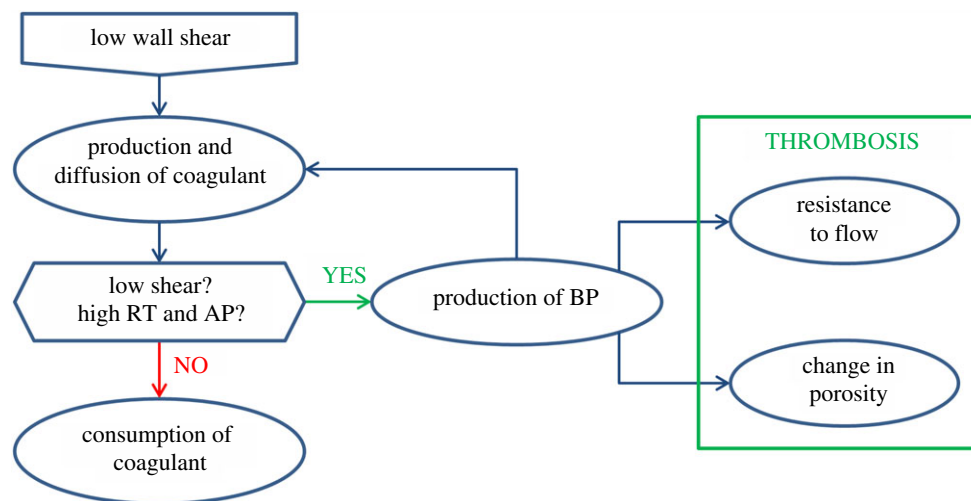 low wall shear
production and
diffusion of coagulant
low shear?
high RT and AP?
YES
NO
consumption of
coagulant
production of BP
THROMBOSIS
resistance
to flow
change in
porosity